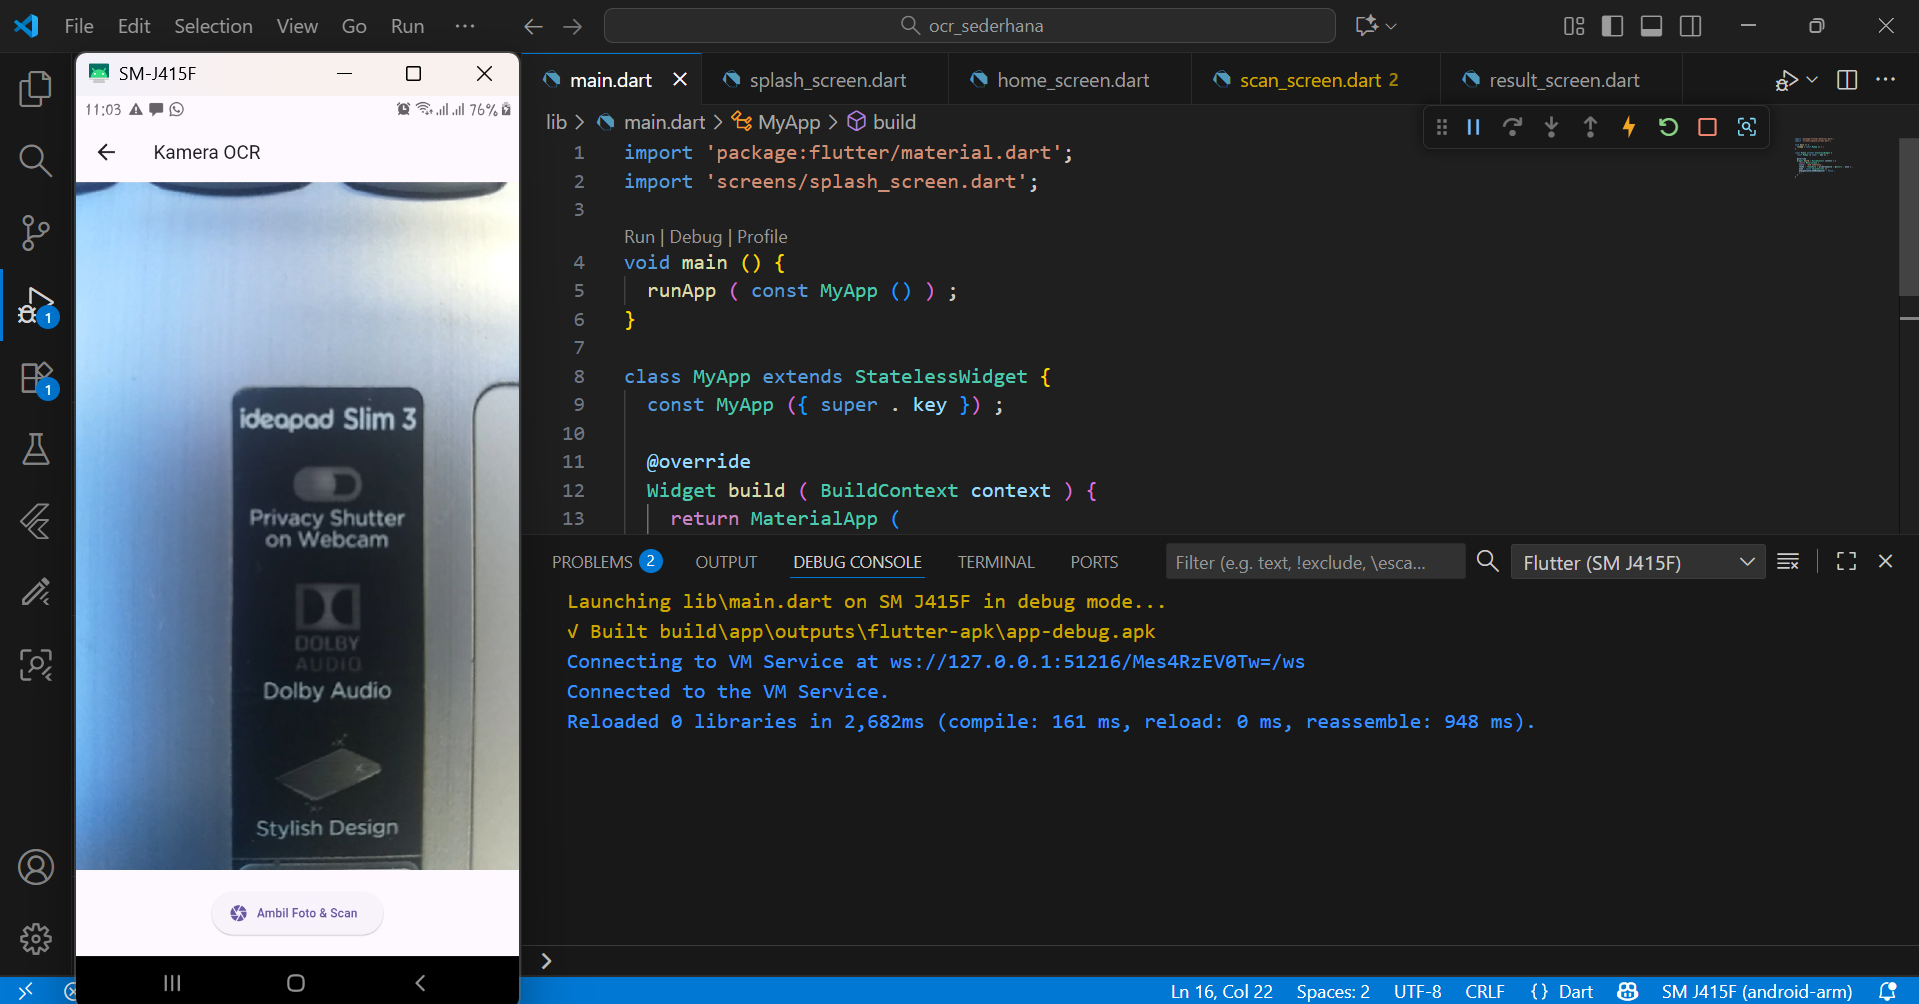 File Edit Selection View Go Run ···
ocr_sederhana
SM-J415F
11:03
76%
Kamera OCR
ideapad Slim 3
Privacy Shutter
on Webcam
DOLBY
AUDIO
Dolby Audio
Stylish Design
Ambil Foto & Scan
1
1
main.dart
splash_screen.dart
home_screen.dart
scan_screen.dart 2
result_screen.dart
lib > main.dart > MyApp > build
1 import 'package:flutter/material.dart';
2 import 'screens/splash_screen.dart';
3
Run | Debug | Profile
4 void main () {
5 runApp ( const MyApp () ) ;
6 }
7
8 class MyApp extends StatelessWidget {
9 const MyApp ({ super . key }) ;
10
11 @override
12 Widget build ( BuildContext context ) {
13 return MaterialApp (
PROBLEMS 2 OUTPUT DEBUG CONSOLE TERMINAL PORTS
Filter (e.g. text, !exclude, \esca...
Flutter (SM J415F)
Launching lib\main.dart on SM J415F in debug mode...
√ Built build\app\outputs\flutter-apk\app-debug.apk
Connecting to VM Service at ws://127.0.0.1:51216/Mes4RzEV0Tw=/ws
Connected to the VM Service.
Reloaded 0 libraries in 2,682ms (compile: 161 ms, reload: 0 ms, reassemble: 948 ms).
>
Ln 16, Col 22 Spaces: 2 UTF-8 CRLF {} Dart SM J415F (android-arm)